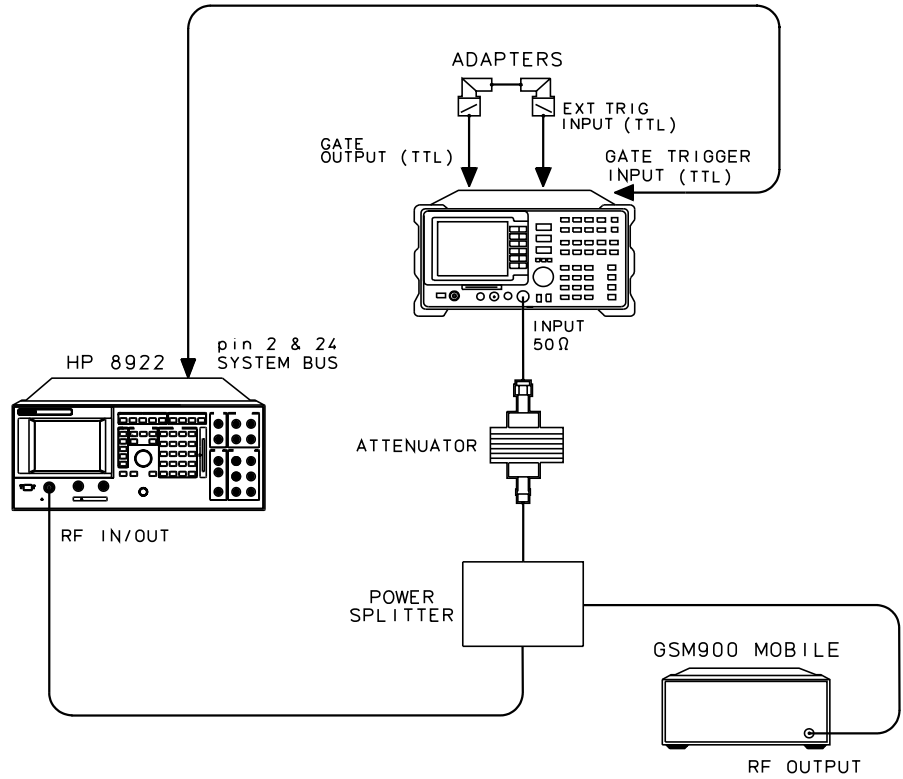 ADAPTERS
EXT TRIG
INPUT (TTL)
GATE
OUTPUT (TTL)
GATE TRIGGER
INPUT (TTL)
INPUT
50Ω
pin 2 & 24
SYSTEM BUS
HP 8922
ATTENUATOR
RF IN/OUT
POWER
SPLITTER
GSM900 MOBILE
RF OUTPUT